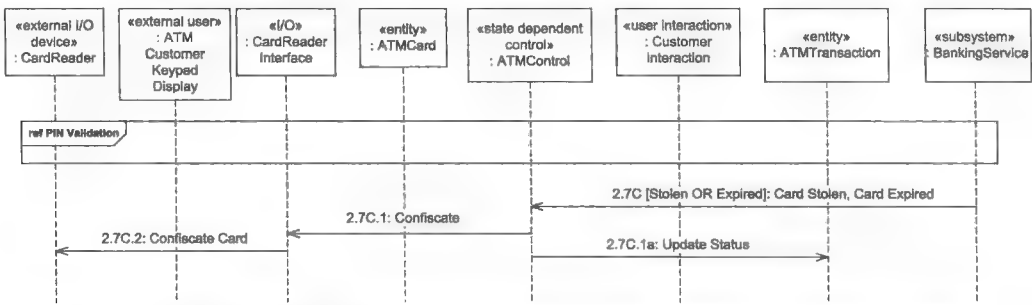 «external I/O
device»
: CardReader
«external user»
: ATM
Customer
Keypad
Display
«I/O»
: CardReader
Interface
«entity»
: ATMCard
«state dependent
control»
: ATMControl
«user interaction»
: Customer
Interaction
«entity»
: ATMTransaction
«subsystem»
: BankingService
ref PIN Validation
2.7C [Stolen OR Expired]: Card Stolen, Card Expired
2.7C.1: Confiscate
2.7C.2: Confiscate Card
2.7C.1a: Update Status